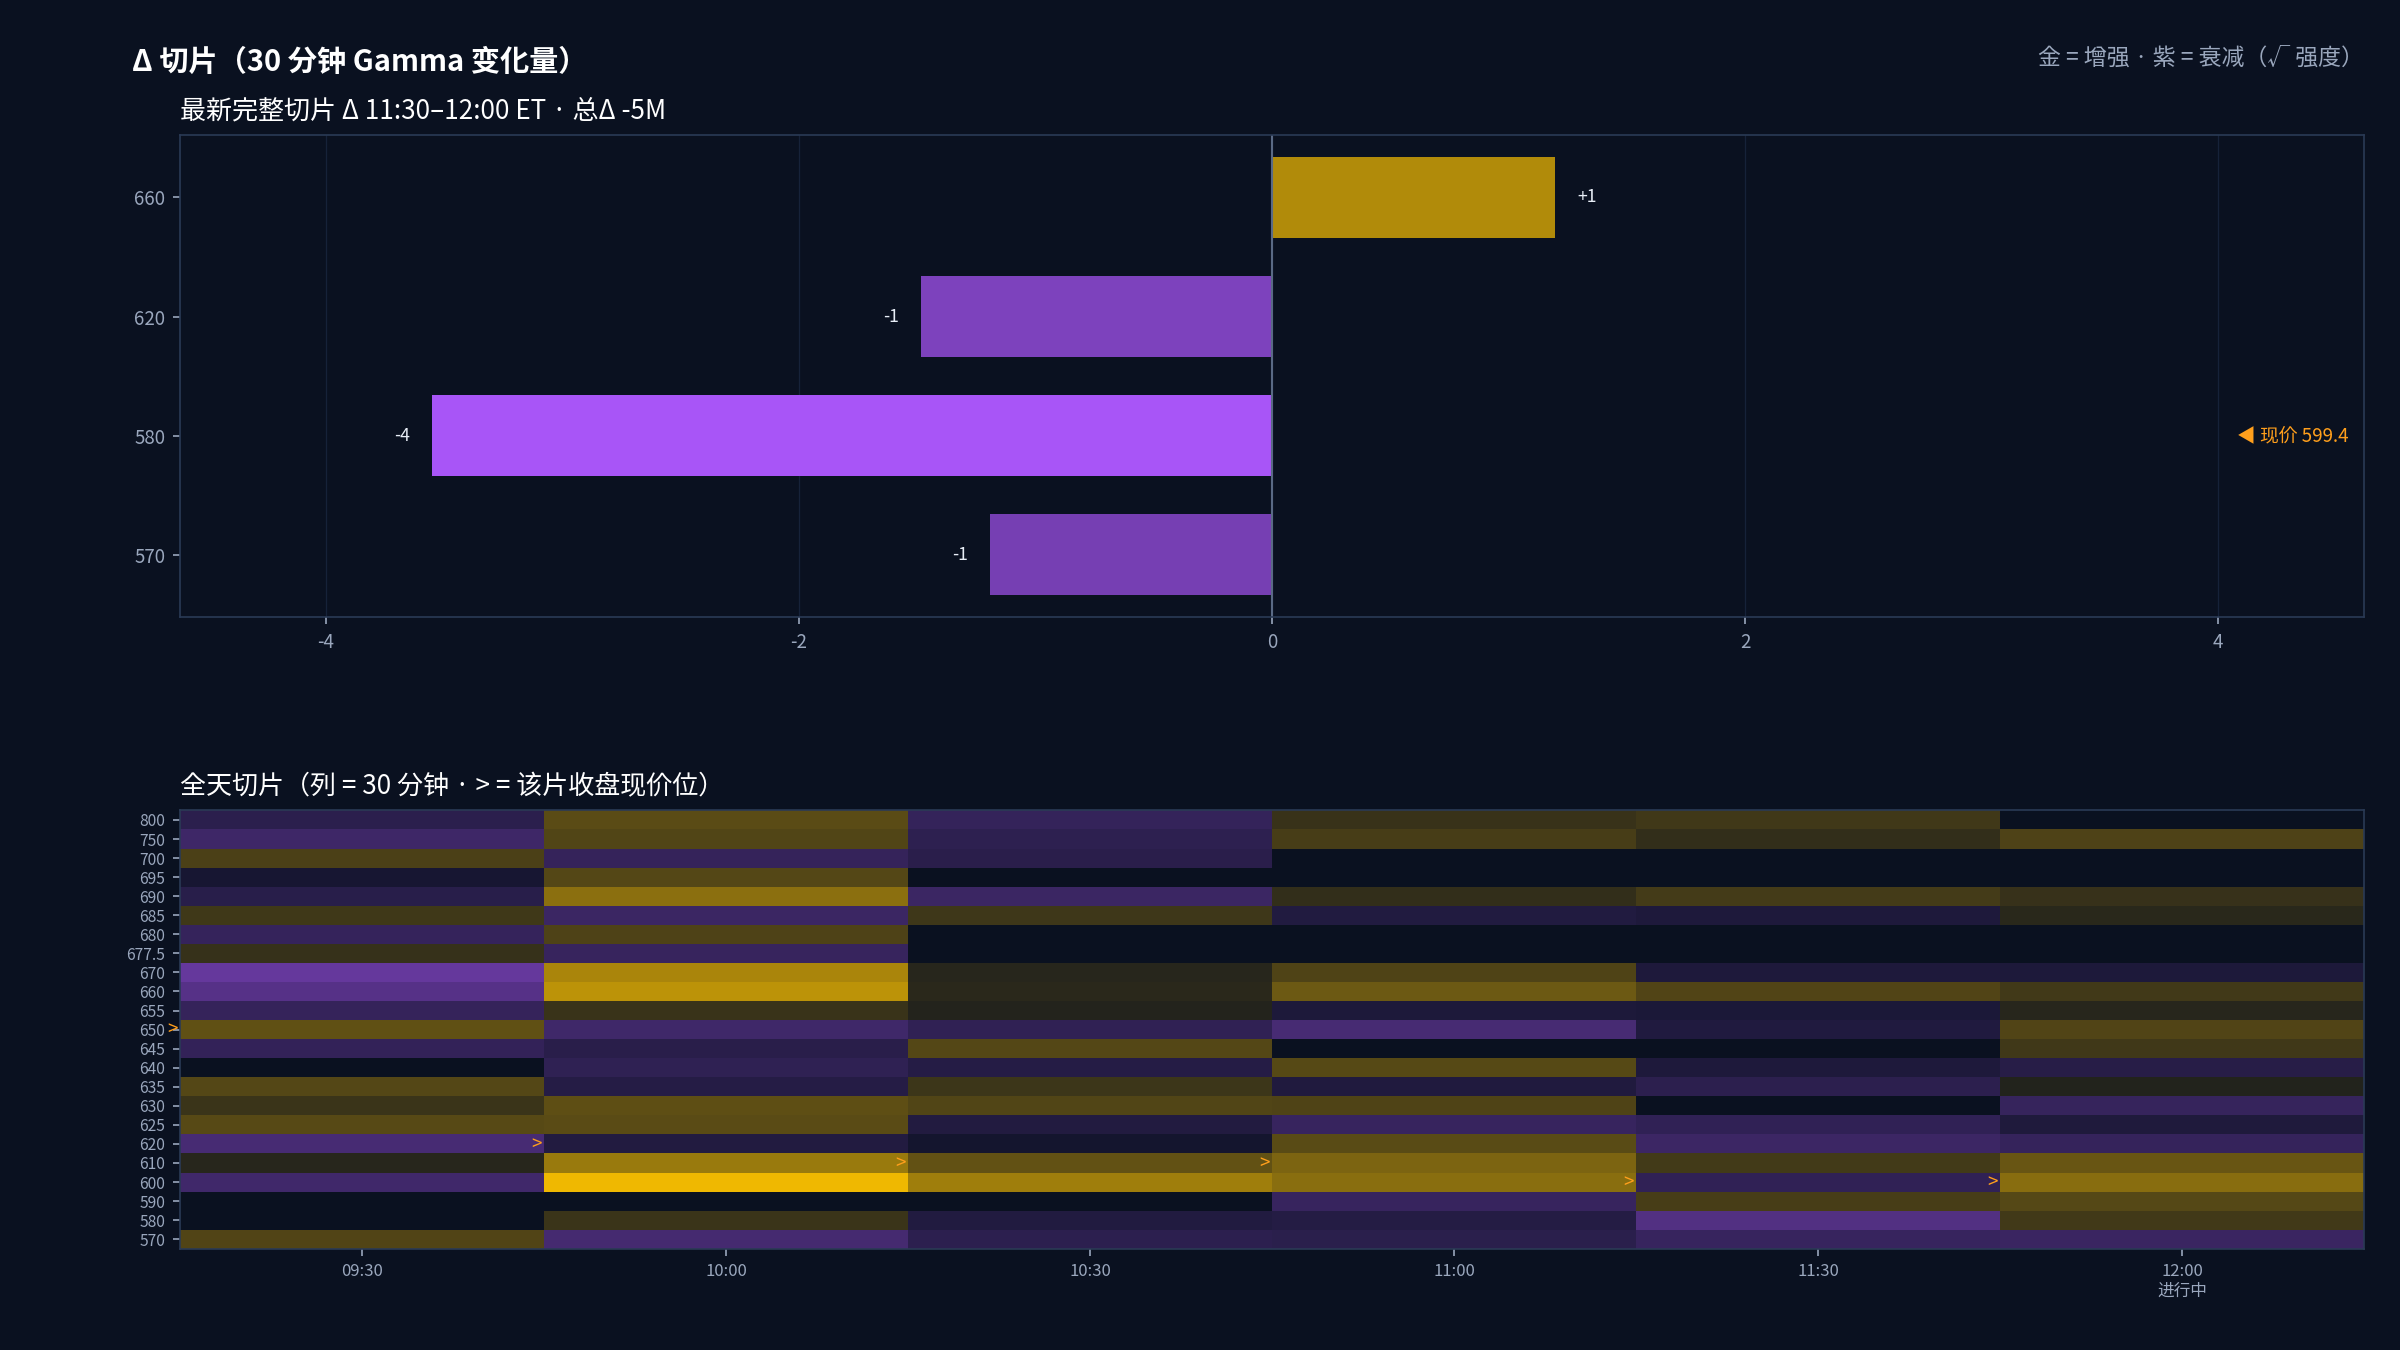 Δ 切片（30 分钟 Gamma 变化量）
金 = 增强 · 紫 = 衰减（√ 强度）
最新完整切片 Δ 11:30–12:00 ET · 总Δ -5M
660
+1
620
-1
580
-4
◀ 现价 599.4
570
-1
-4 -2 0 2 4
全天切片（列 = 30 分钟 · > = 该片收盘现价位）
800
750
700
695
690
685
680
677.5
670
660
655
650 >
645
640
635
630
625
620 >
610 > >
600 > >
590
580
570
09:30 10:00 10:30 11:00 11:30 12:00
进行中